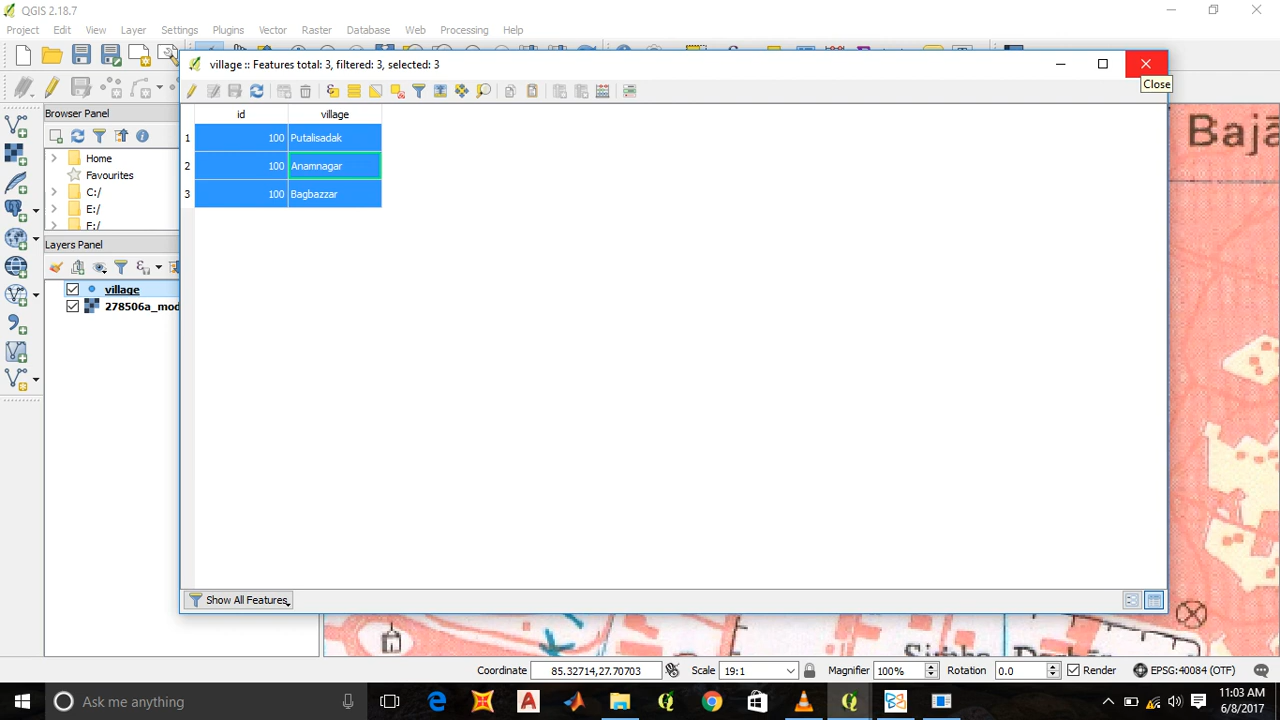 QGIS 2.18.7
Project Edit View Layer Settings Plugins Vector Raster Database Web Processing Help
village :: Features total: 3, filtered: 3, selected: 3
Close
Browser Panel
Home
Favourites
C:/
E:/
F:/
Layers Panel
village
278506a_mod
id village
1 100 Putalisadak
2 100 Anamnagar
3 100 Bagbazzar
Show All Features
Coordinate 85.32714,27.70703 Scale 19:1 Magnifier 100% Rotation 0.0 Render EPSG:40084 (OTF)
Ask me anything
11:03 AM
6/8/2017